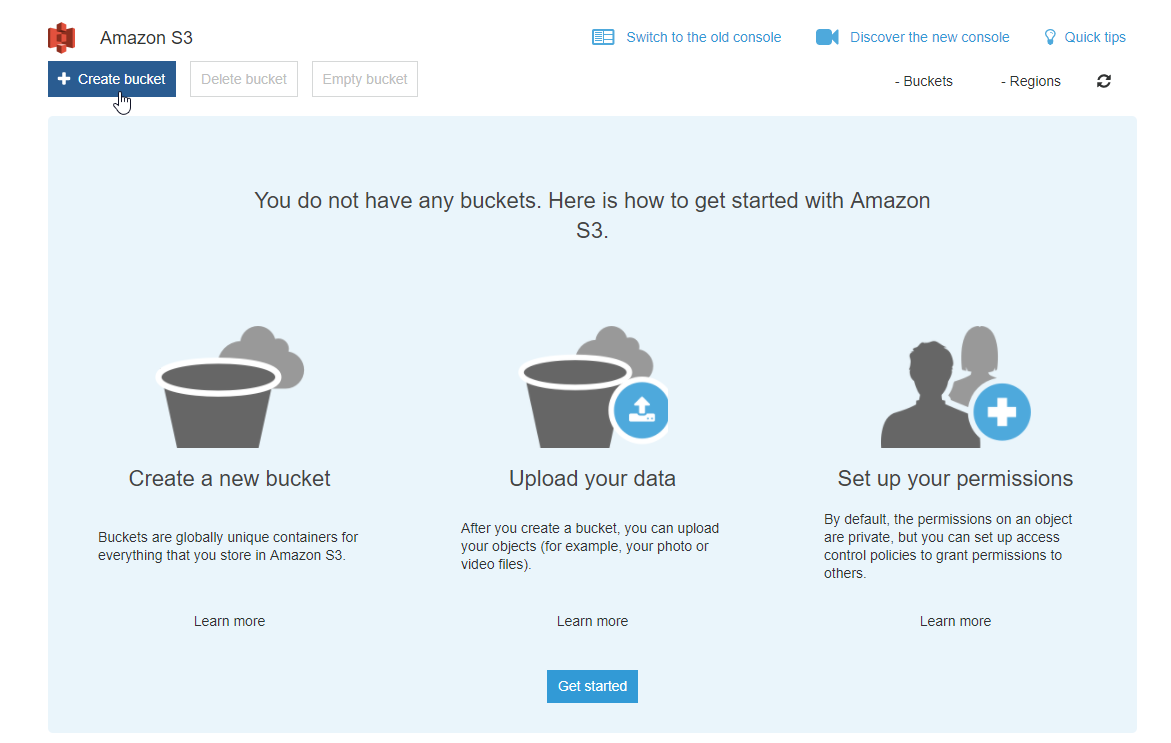 Amazon S3
Switch to the old console
Discover the new console
Quick tips
Create bucket
Delete bucket
Empty bucket
- Buckets
- Regions
You do not have any buckets. Here is how to get started with Amazon
S3.
Create a new bucket
Buckets are globally unique containers for
everything that you store in Amazon S3.
Learn more
Upload your data
After you create a bucket, you can upload
your objects (for example, your photo or
video files).
Learn more
Set up your permissions
By default, the permissions on an object
are private, but you can set up access
control policies to grant permissions to
others.
Learn more
Get started